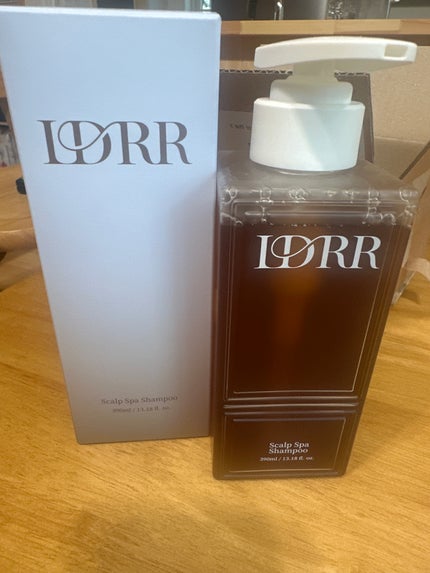 LDRR
Scalp Spa Shampoo
390ml / 13.18 fl. oz.
LDRR
Scalp Spa
Shampoo
390ml / 13.18 fl. oz.